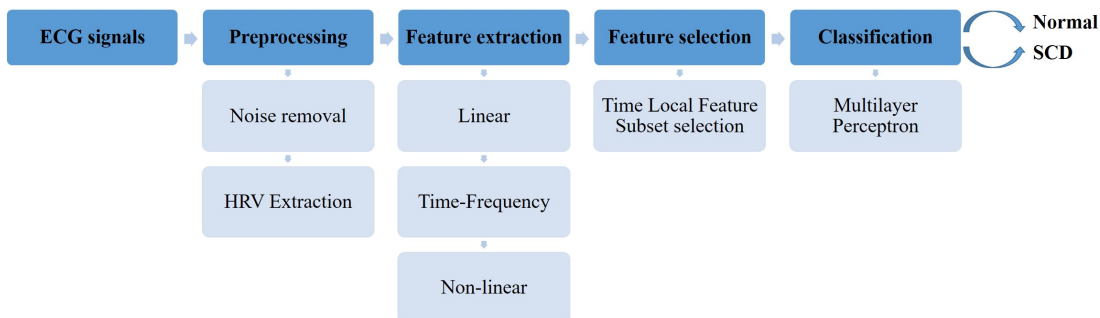 ECG signals
Preprocessing
Feature extraction
Feature selection
Classification
Normal
SCD
Noise removal
Linear
Time Local Feature
Subset selection
Multilayer
Perceptron
HRV Extraction
Time-Frequency
Non-linear